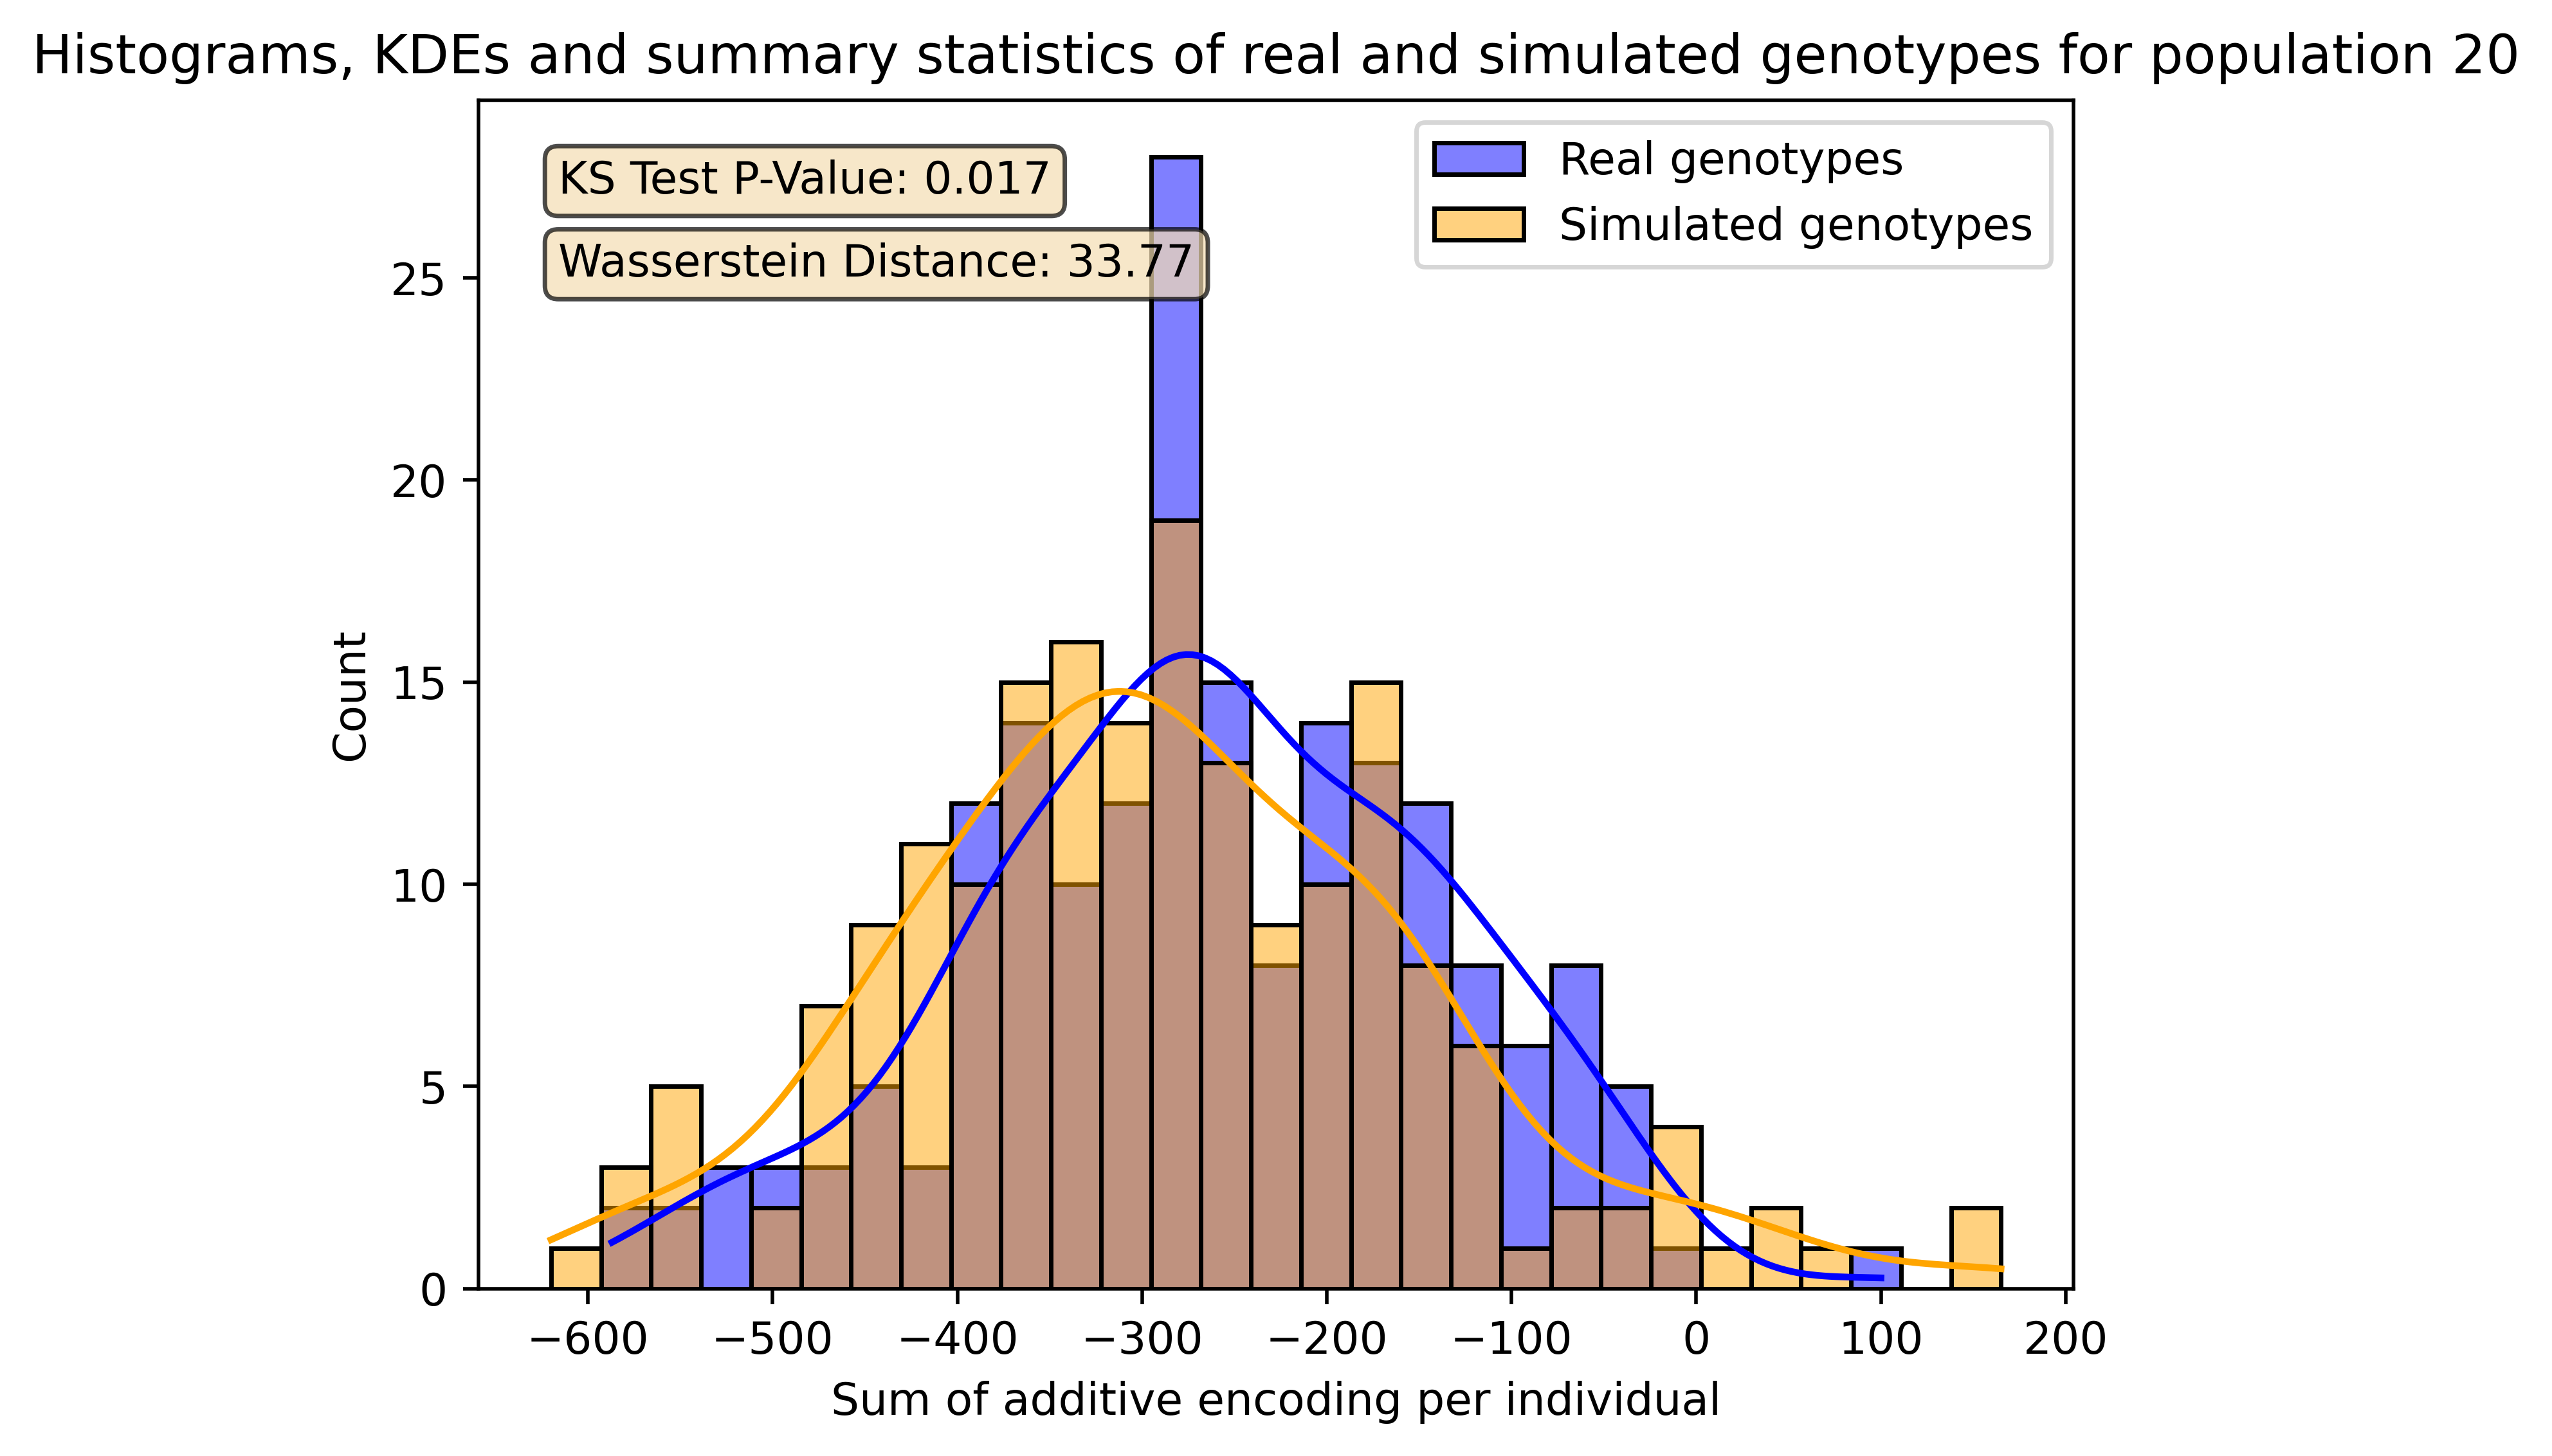 Histograms, KDEs and summary statistics of real and simulated genotypes for population 20
KS Test P-Value: 0.017
Wasserstein Distance: 33.77
Real genotypes
Simulated genotypes
Count
25
20
15
10
5
0
−600 −500 −400 −300 −200 −100 0 100 200
Sum of additive encoding per individual